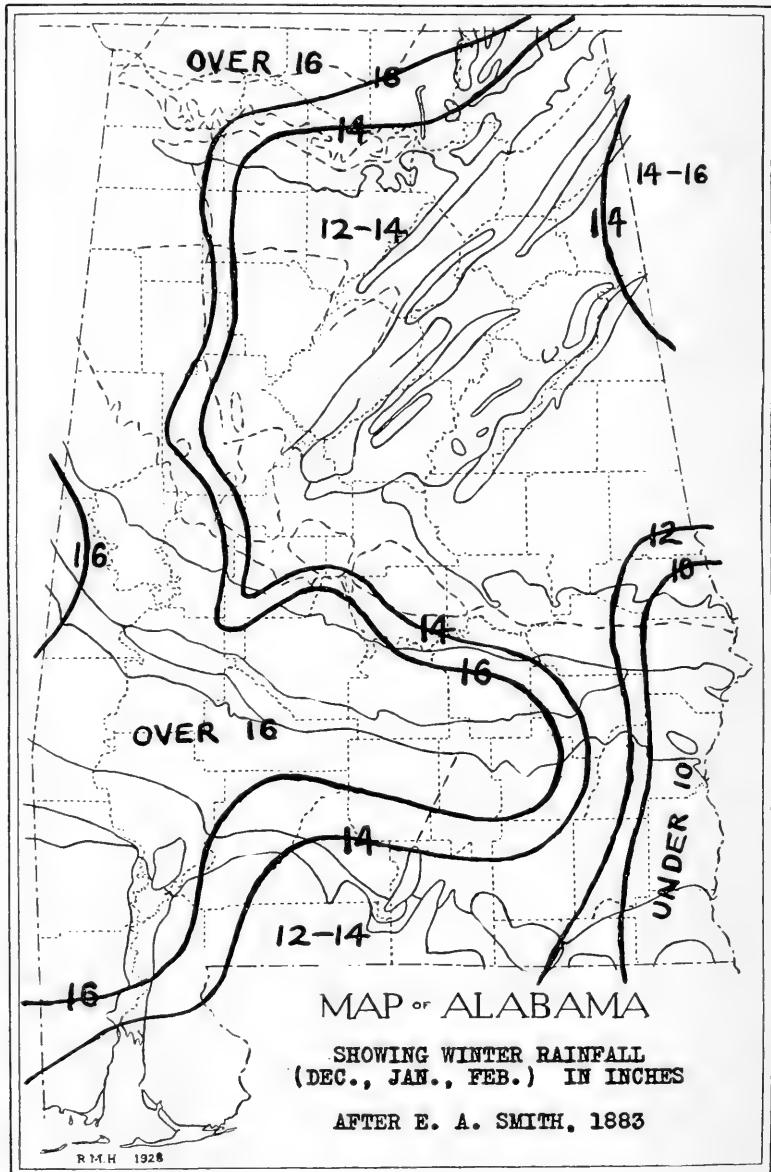 OVER 16
16
14
14-16
12-14
14
12
16
10
14
16
OVER 16
UNDER 10
14
12-14
16
MAP OF ALABAMA
SHOWING WINTER RAINFALL
(DEC., JAN., FEB.) IN INCHES
AFTER E. A. SMITH, 1883
R.M.H 1928